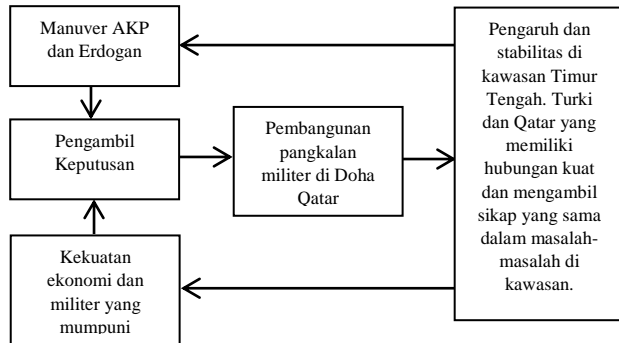 Manuver AKP
dan Erdogan
Pengambil
Keputusan
Kekuatan
ekonomi dan
militer yang
mumpuni
Pembangunan
pangkalan
militer di Doha
Qatar
Pengaruh dan
stabilitas di
kawasan Timur
Tengah. Turki
dan Qatar yang
memiliki
hubungan kuat
dan mengambil
sikap yang sama
dalam masalah-
masalah di
kawasan.